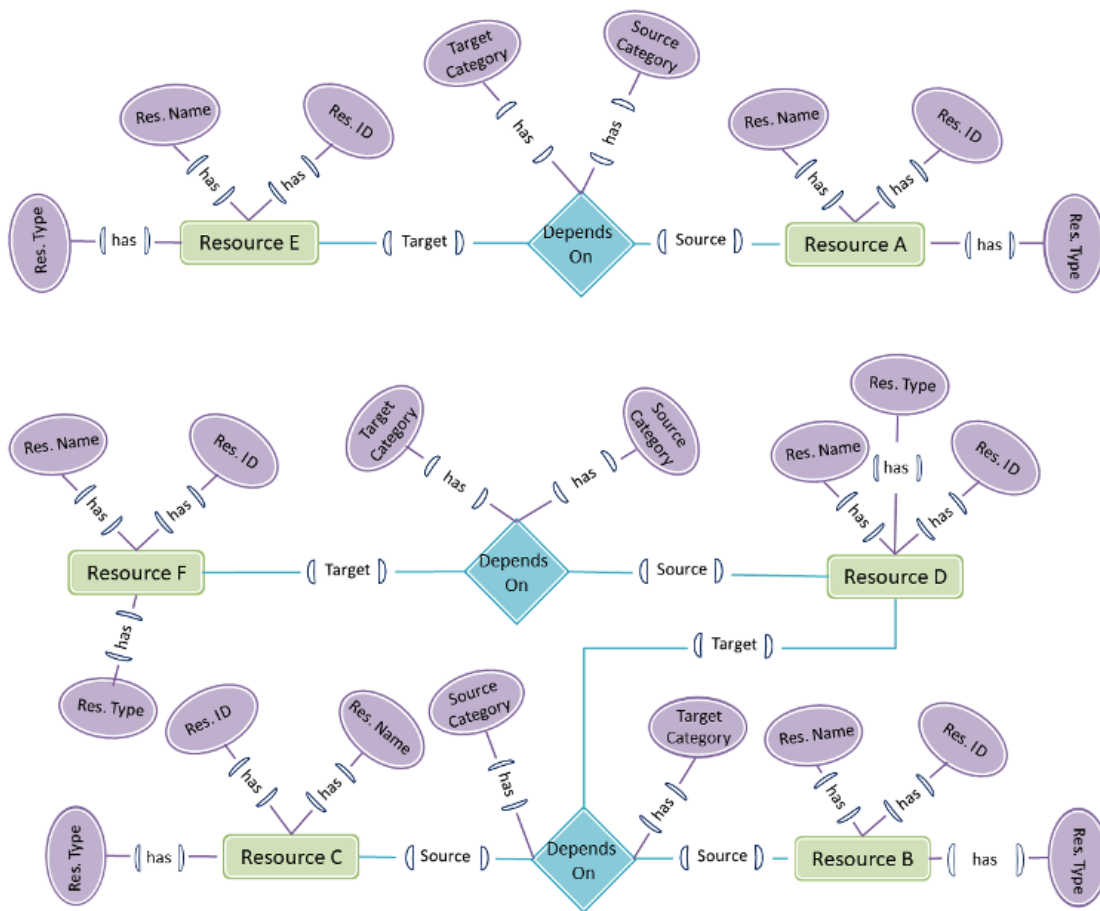 Target
Category
Source
Category
Res. Name
Res. ID
Res. Name
Res. ID
has
has
has
has
has
has
Res. Type
has
Resource E
Target
Depends
On
Source
Resource A
has
Res. Type
Res. Type
Target
Category
Source
Category
Res. Name
Res. ID
Res. Name
Res. ID
has
has
has
has
has
has
has
Resource F
Target
Depends
On
Source
Resource D
has
Target
Res. Type
Res. ID
Res. Name
Source
Category
Target
Category
Res. Name
Res. ID
has
has
has
has
has
has
Res. Type
has
Resource C
Source
Depends
On
Source
Resource B
has
Res. Type